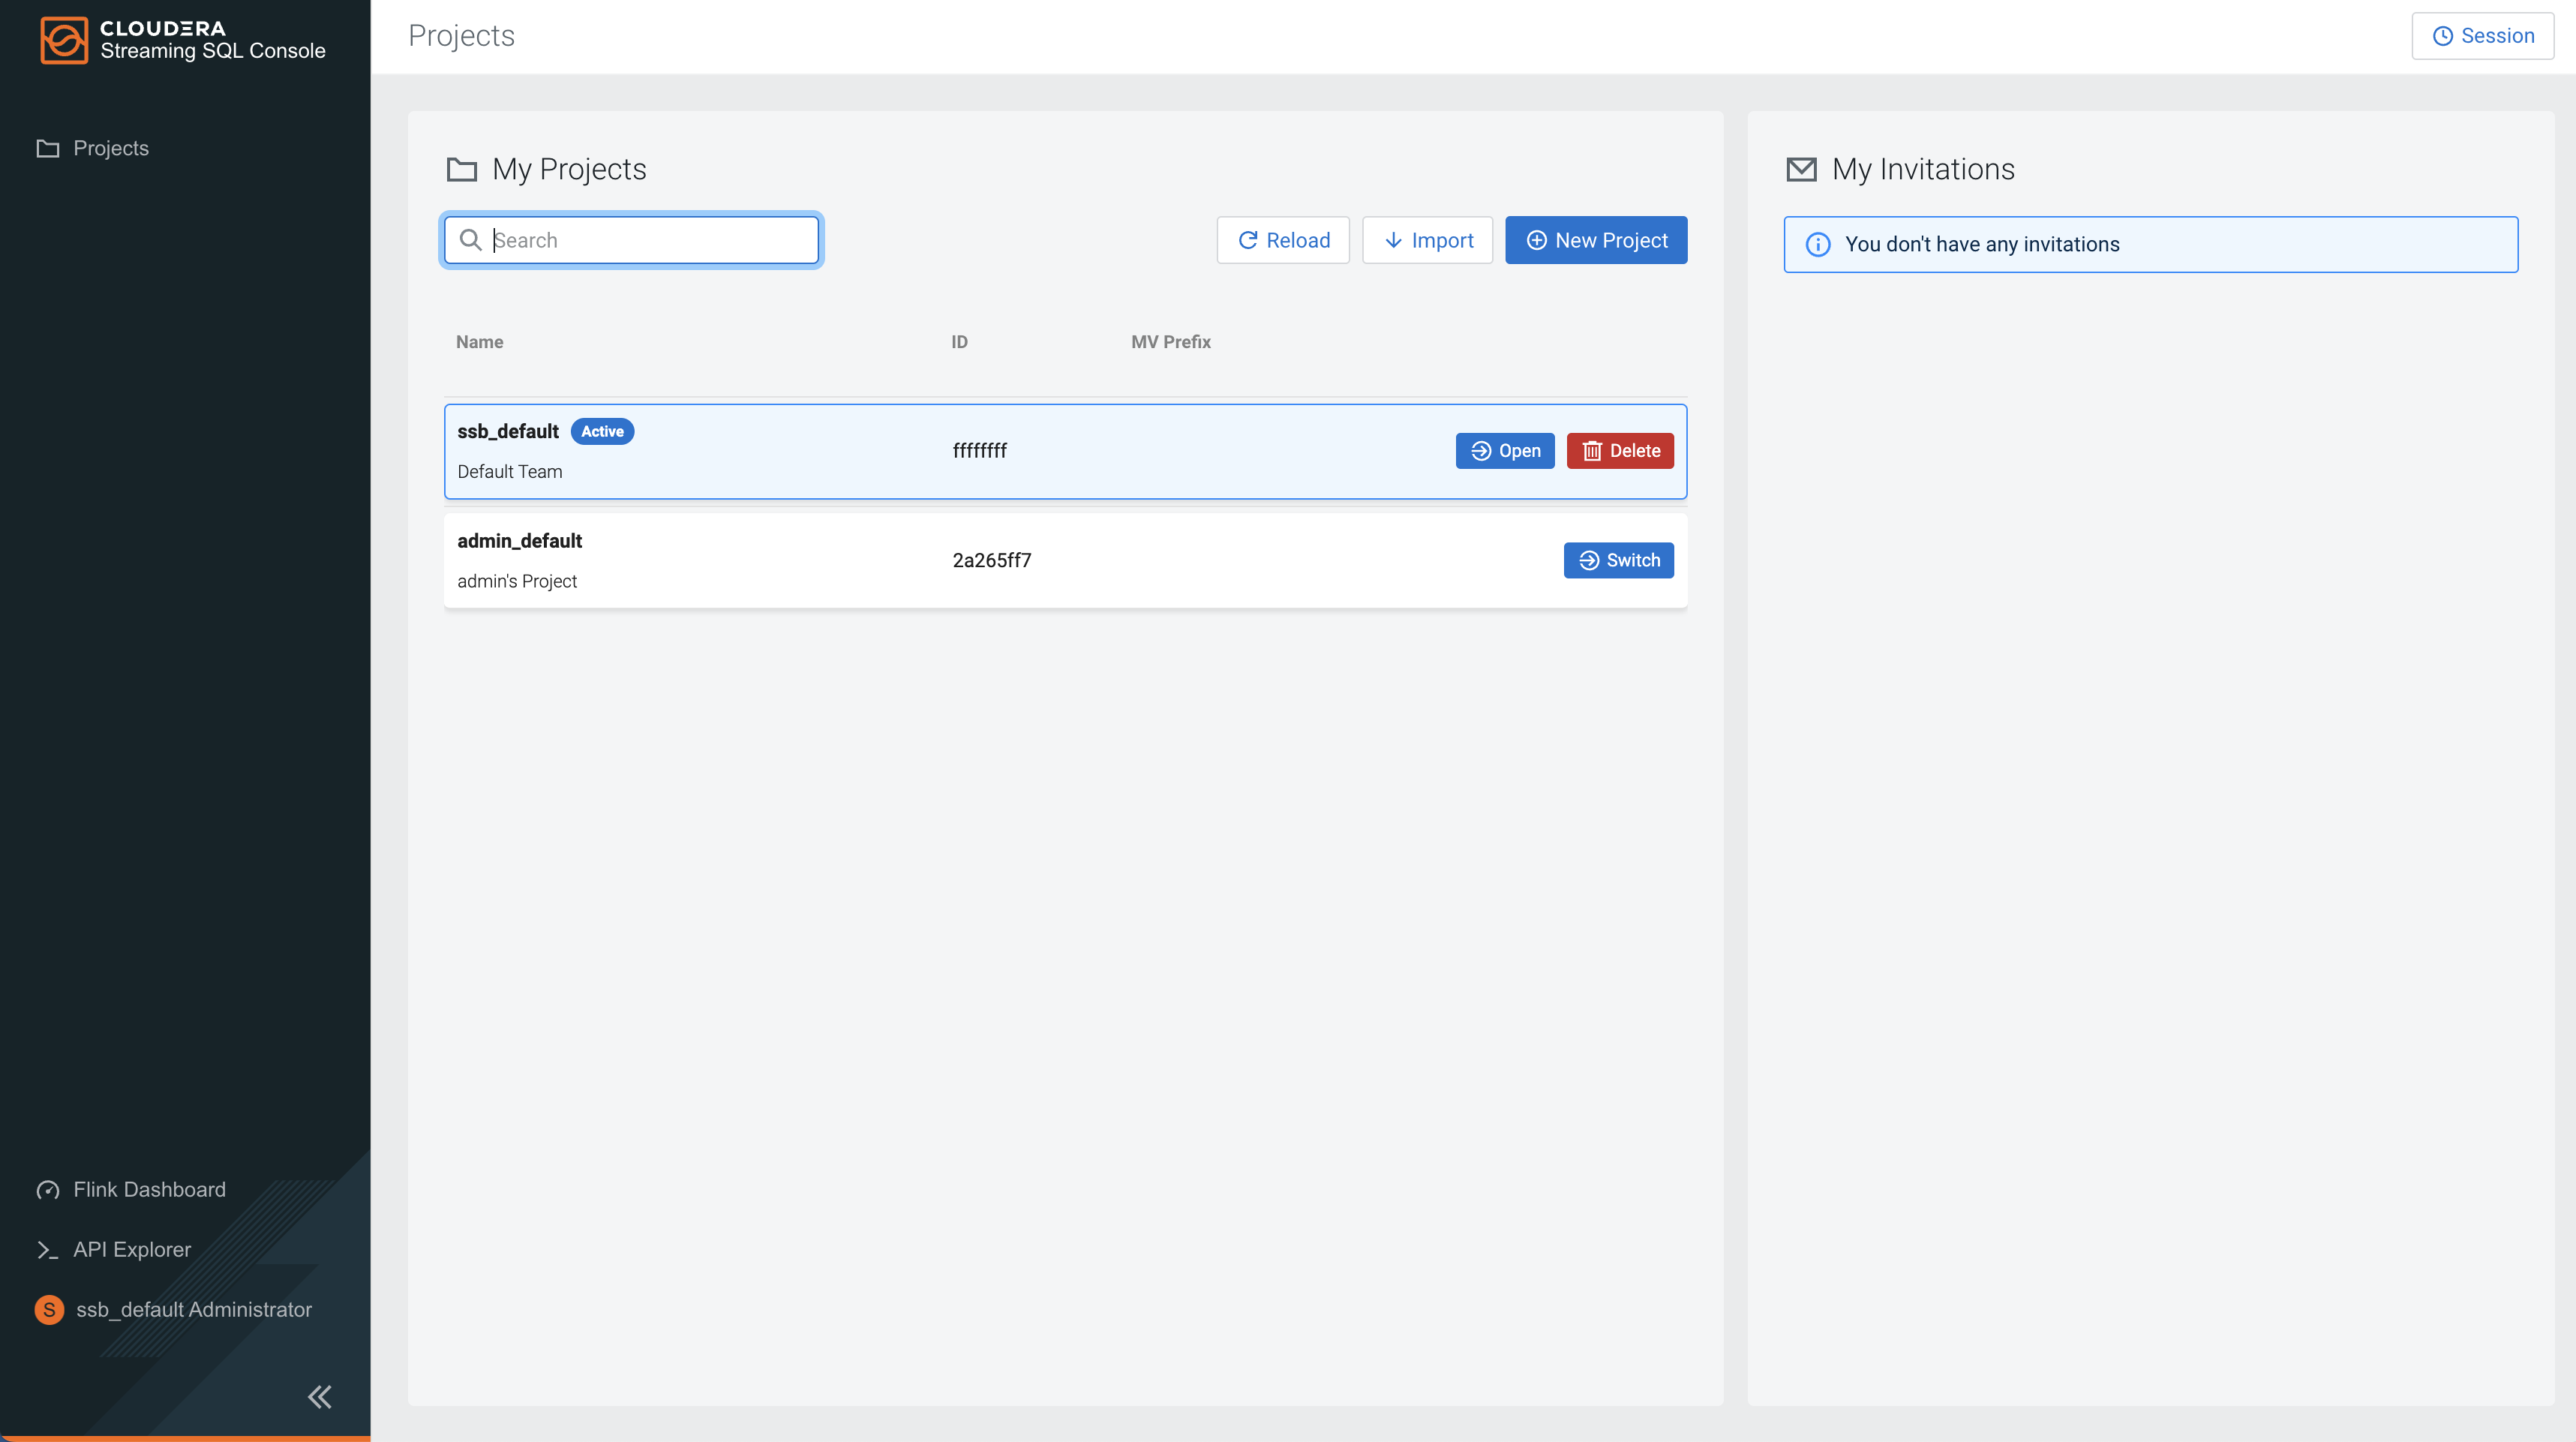 CLOUDERA
Streaming SQL Console
Projects
Projects
Session
My Projects
Search
Reload
Import
New Project
Name
ID
MV Prefix
ssb_default
Active
Default Team
ffffffff
Open
Delete
admin_default
admin's Project
2a265ff7
Switch
My Invitations
You don't have any invitations
Flink Dashboard
API Explorer
S
ssb_default Administrator